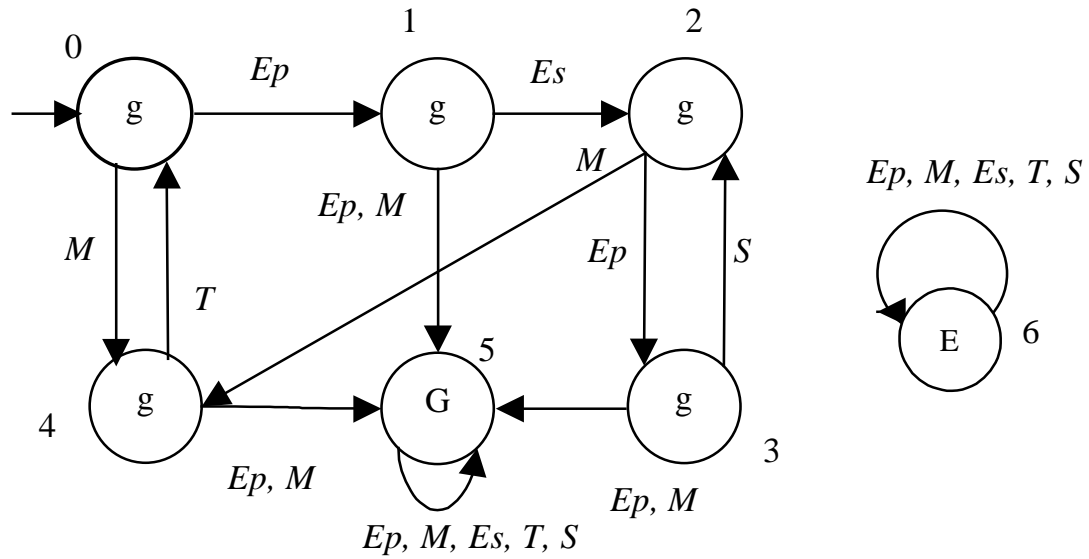 0
1
2
Ep
Es
g
g
g
M
Ep, M
Ep, M, Es, T, S
M
Ep
S
T
5
E
6
g
G
g
4
3
Ep, M
Ep, M
Ep, M, Es, T, S